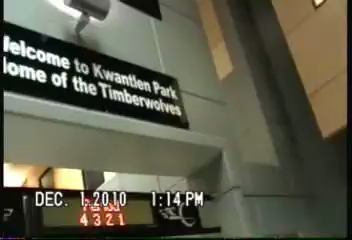 Welcome to Kwantlen Park
Home of the Timberwolves
DEC. 1.2010 1:14 PM
4321